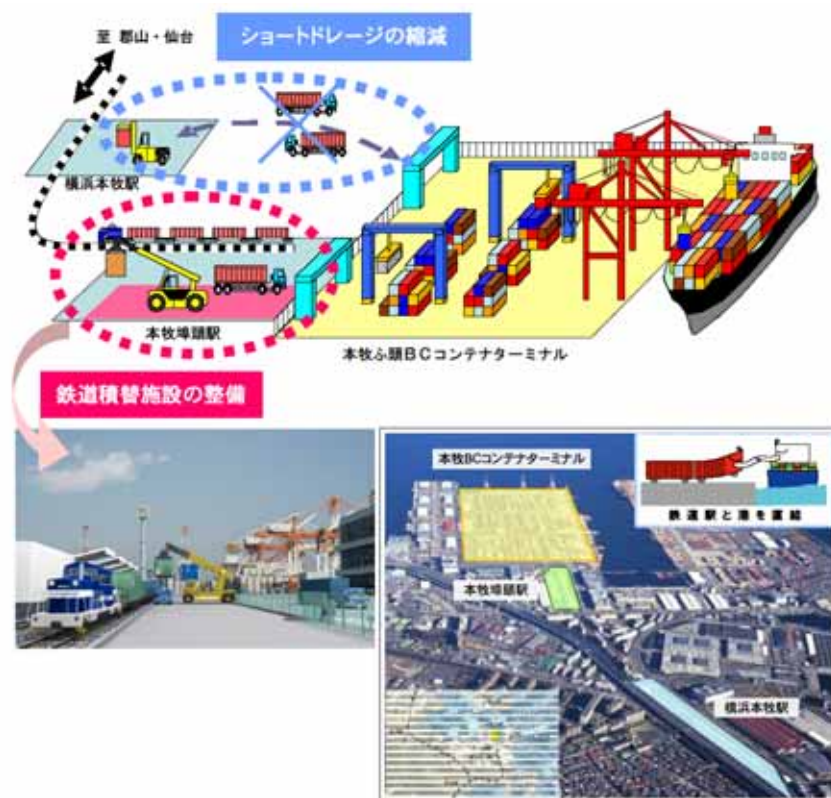 至 郡山・仙台
ショートドレージの縮減
横浜本牧駅
本牧埠頭駅
本牧ふ頭BCコンテナターミナル
鉄道積替施設の整備
本牧BCコンテナターミナル
鉄道駅と港を直結
本牧埠頭駅
横浜本牧駅